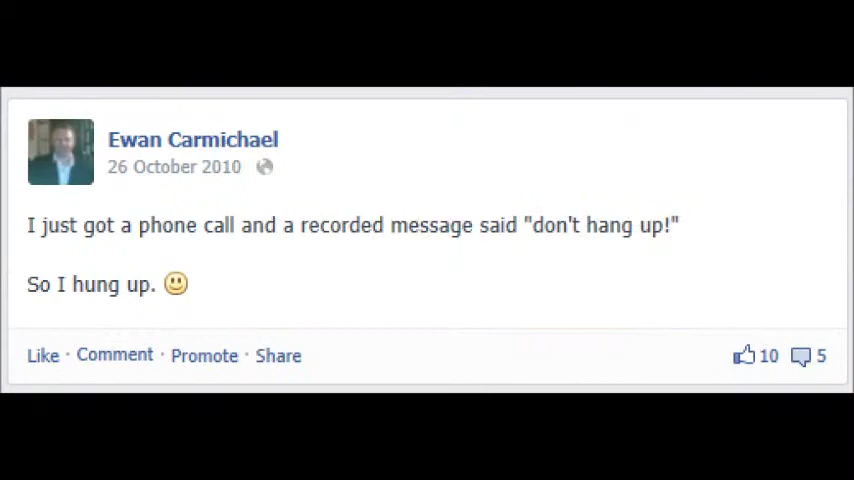 Ewan Carmichael
26 October 2010
I just got a phone call and a recorded message said "don't hang up!"
So I hung up.
Like · Comment · Promote · Share
10 5